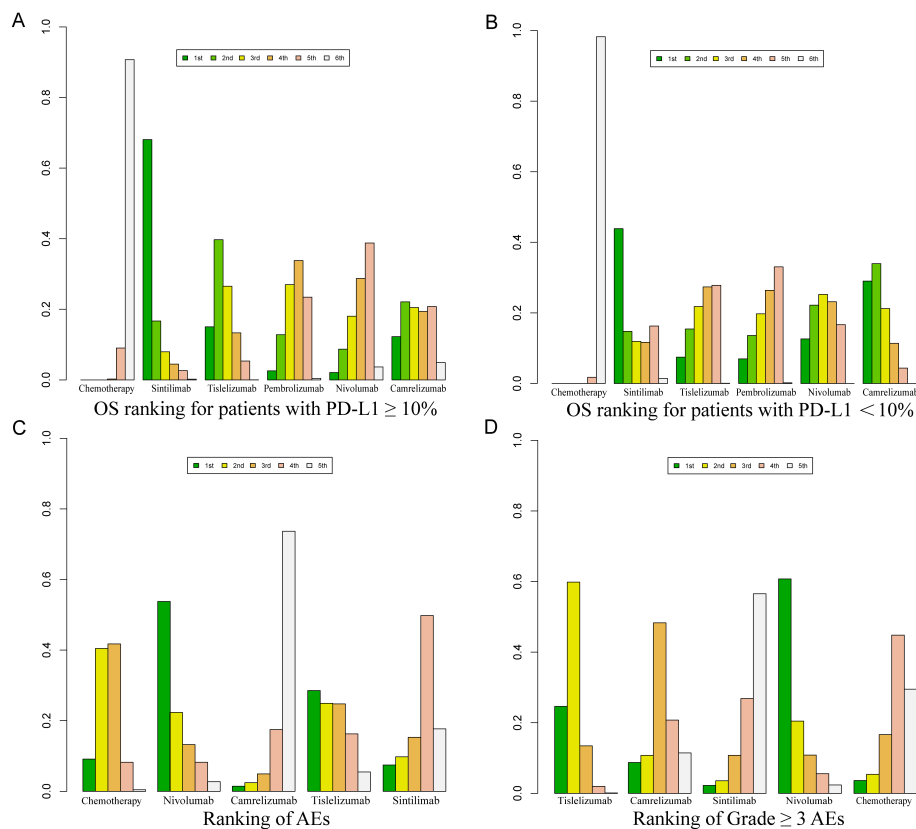 A
1st 2nd 3rd 4th 5th 6th
1.0
0.8
0.6
0.4
0.2
0.0
Chemotherapy Sintilimab Tislelizumab Pembrolizumab Nivolumab Camrelizumab
OS ranking for patients with PD-L1 ≥ 10%
B
1st 2nd 3rd 4th 5th 6th
1.0
0.8
0.6
0.4
0.2
0.0
Chemotherapy Sintilimab Tislelizumab Pembrolizumab Nivolumab Camrelizumab
OS ranking for patients with PD-L1 ＜10%
C
1st 2nd 3rd 4th 5th
1.0
0.8
0.6
0.4
0.2
0.0
Chemotherapy Nivolumab Camrelizumab Tislelizumab Sintilimab
Ranking of AEs
D
1st 2nd 3rd 4th 5th
1.0
0.8
0.6
0.4
0.2
0.0
Tislelizumab Camrelizumab Sintilimab Nivolumab Chemotherapy
Ranking of Grade ≥ 3 AEs